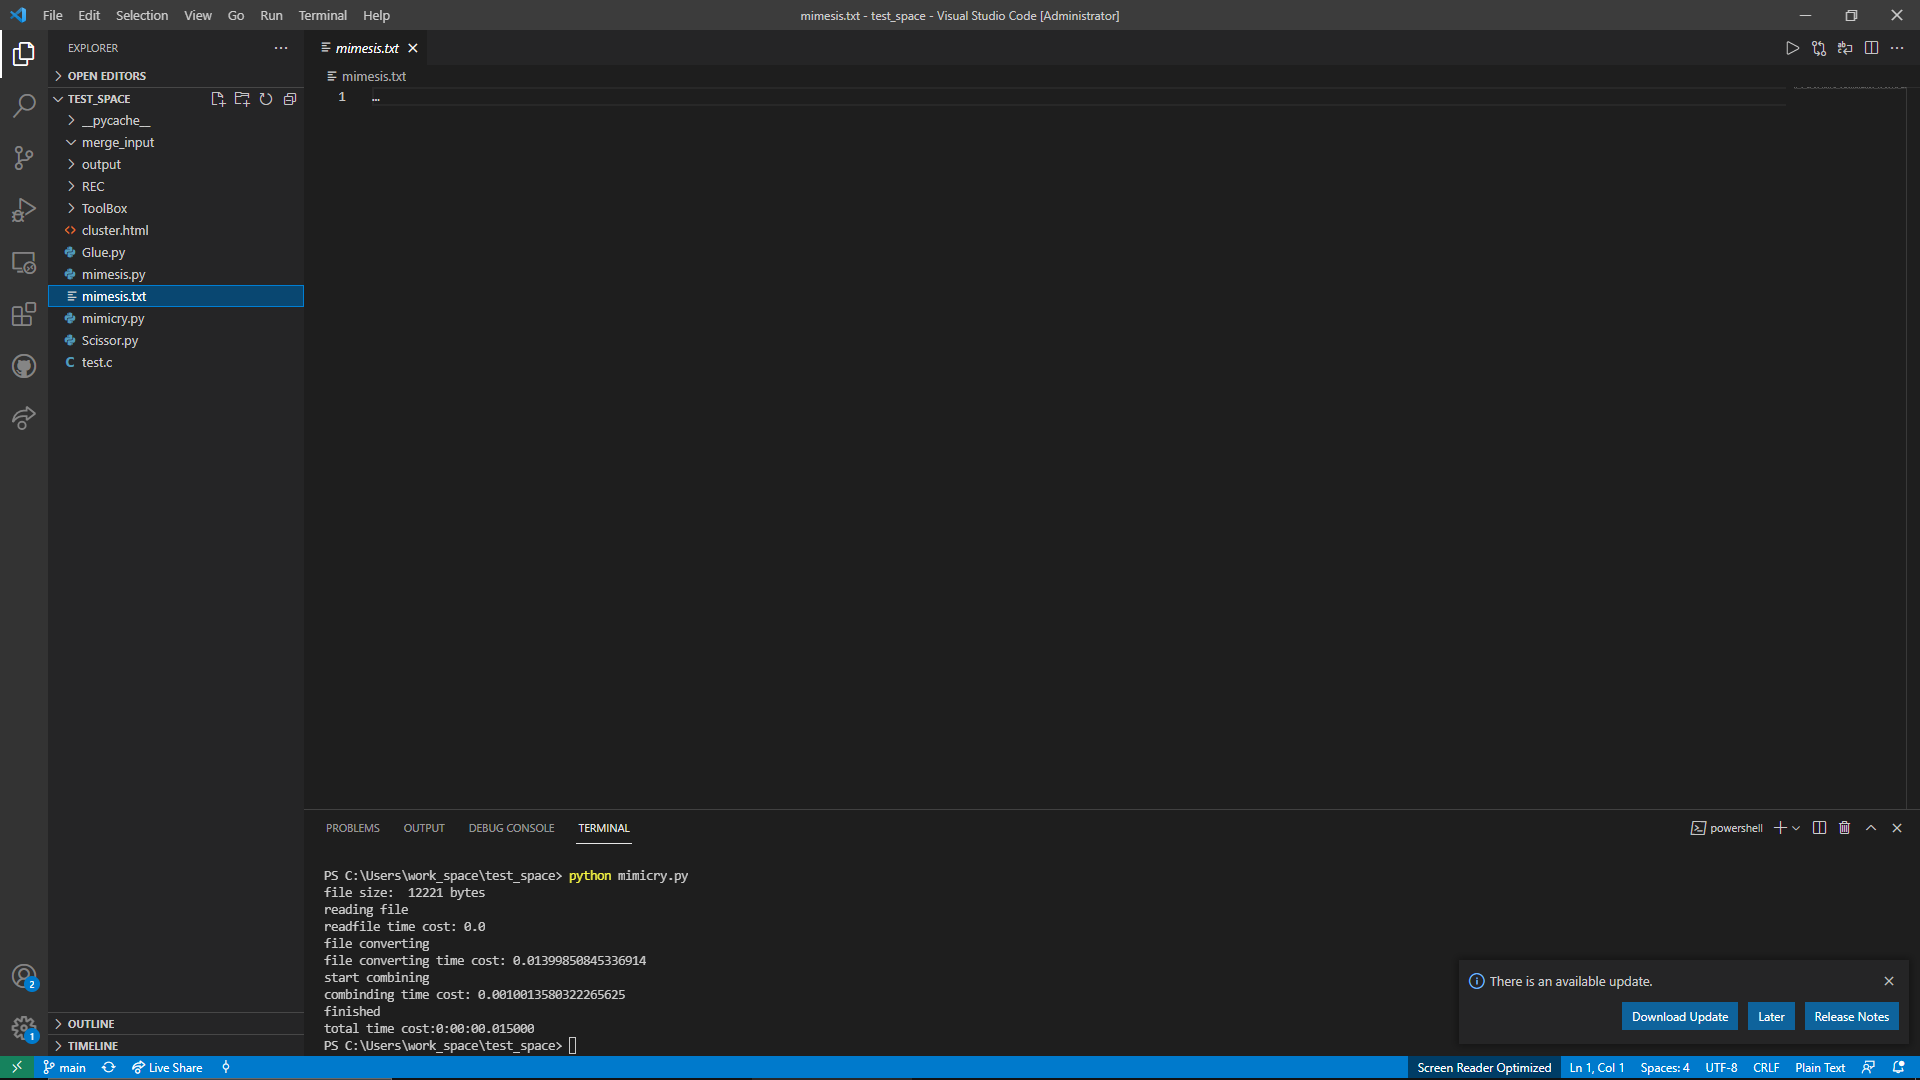 File Edit Selection View Go Run Terminal Help
mimesis.txt - test_space - Visual Studio Code [Administrator]
EXPLORER
OPEN EDITORS
TEST_SPACE
__pycache__
merge_input
output
REC
ToolBox
cluster.html
Glue.py
mimesis.py
mimesis.txt
mimicry.py
Scissor.py
C test.c
OUTLINE
TIMELINE
2
1
mimesis.txt
mimesis.txt
1 …
PROBLEMS OUTPUT DEBUG CONSOLE TERMINAL
powershell
PS C:\Users\work_space\test_space> python mimicry.py
file size:  12221 bytes
reading file
readfile time cost: 0.0
file converting
file converting time cost: 0.01399850845336914
start combining
combinding time cost: 0.0010013580322265625
finished
total time cost:0:00:00.015000
PS C:\Users\work_space\test_space>
There is an available update.
Download Update Later Release Notes
main Live Share
Screen Reader Optimized Ln 1, Col 1 Spaces: 4 UTF-8 CRLF Plain Text